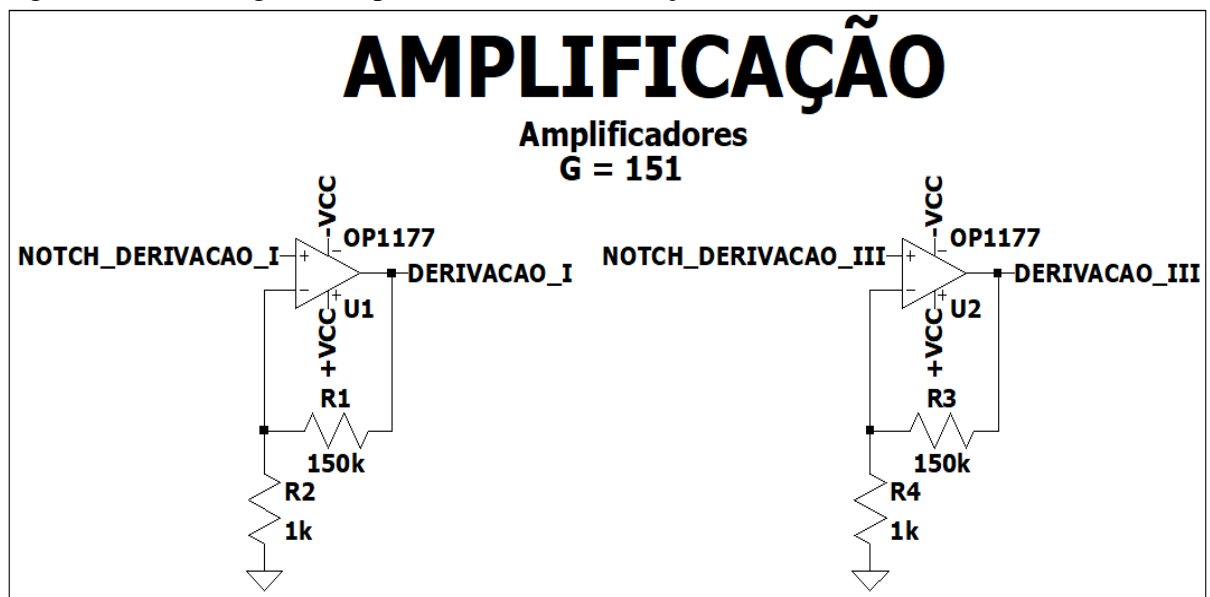 AMPLIFICAÇÃO
Amplificadores
G = 151
-VCC
OP1177
NOTCH_DERIVACAO_I
+
-
-
+
DERIVACAO_I
U1
+VCC
R1
150k
R2
1k
-VCC
OP1177
NOTCH_DERIVACAO_III
+
-
-
+
DERIVACAO_III
U2
+VCC
R3
150k
R4
1k